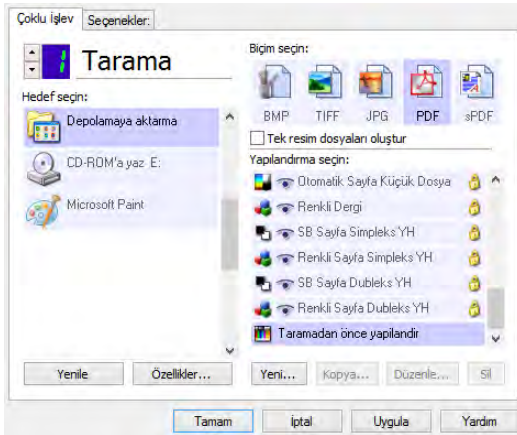 Çoklu İşlev
Seçenekler:
1 Tarama
Hedef seçin:
Depolamaya aktarma
CD-ROM'a yaz E:
Microsoft Paint
Yenile
Özellikler...
Biçim seçin:
BMP
TIFF
JPG
PDF
sPDF
Tek resim dosyaları oluştur
Yapılandırma seçin:
Otomatik Sayfa Küçük Dosya
Renkli Dergi
SB Sayfa Simpleks YH
Renkli Sayfa Simpleks YH
SB Sayfa Dubleks YH
Renkli Sayfa Dubleks YH
Taramadan önce yapilandir
Yeni...
Kopya...
Düzenle...
Sil
Tamam
İptal
Uygula
Yardım